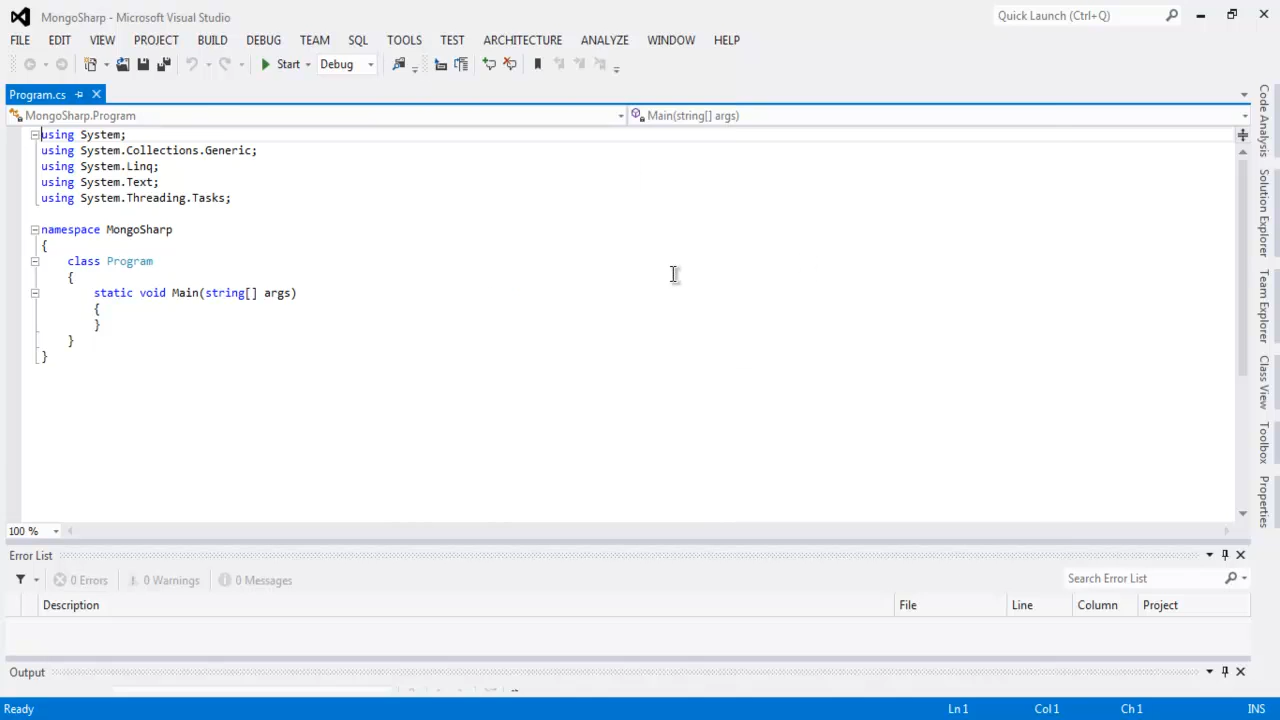 MongoSharp - Microsoft Visual Studio
Quick Launch (Ctrl+Q)
FILE EDIT VIEW PROJECT BUILD DEBUG TEAM SQL TOOLS TEST ARCHITECTURE ANALYZE WINDOW HELP
Start Debug
Program.cs
MongoSharp.Program Main(string[] args)
using System;
using System.Collections.Generic;
using System.Linq;
using System.Text;
using System.Threading.Tasks;
namespace MongoSharp
{
class Program
{
static void Main(string[] args)
{
}
}
}
100 %
Error List
0 Errors 0 Warnings 0 Messages Search Error List
Description File Line Column Project
Output
Ready Ln 1 Col 1 Ch 1 INS
Code Analysis
Solution Explorer
Team Explorer
Class View
Toolbox
Properties